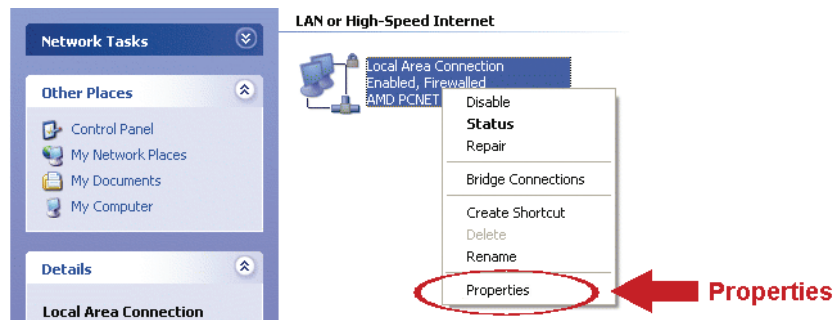 Network Tasks
Other Places
Control Panel
My Network Places
My Documents
My Computer
Details
Local Area Connection
LAN or High-Speed Internet
Local Area Connection
Enabled, Firewalled
AMD PCNET
Disable
Status
Repair
Bridge Connections
Create Shortcut
Delete
Rename
Properties
Properties